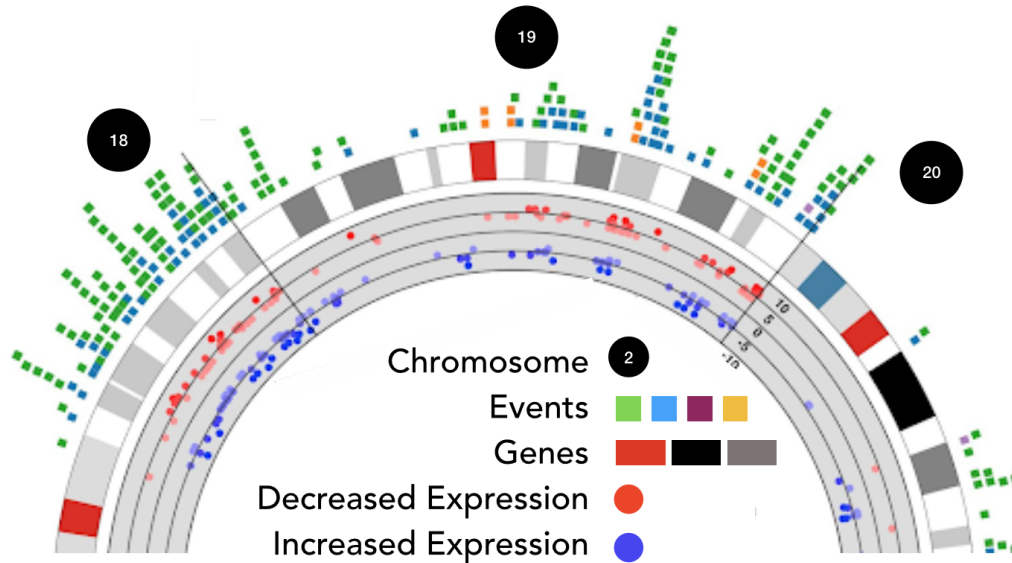 19
18
20
10
5
0
-5
-10
Chromosome 2
Events
Genes
Decreased Expression
Increased Expression